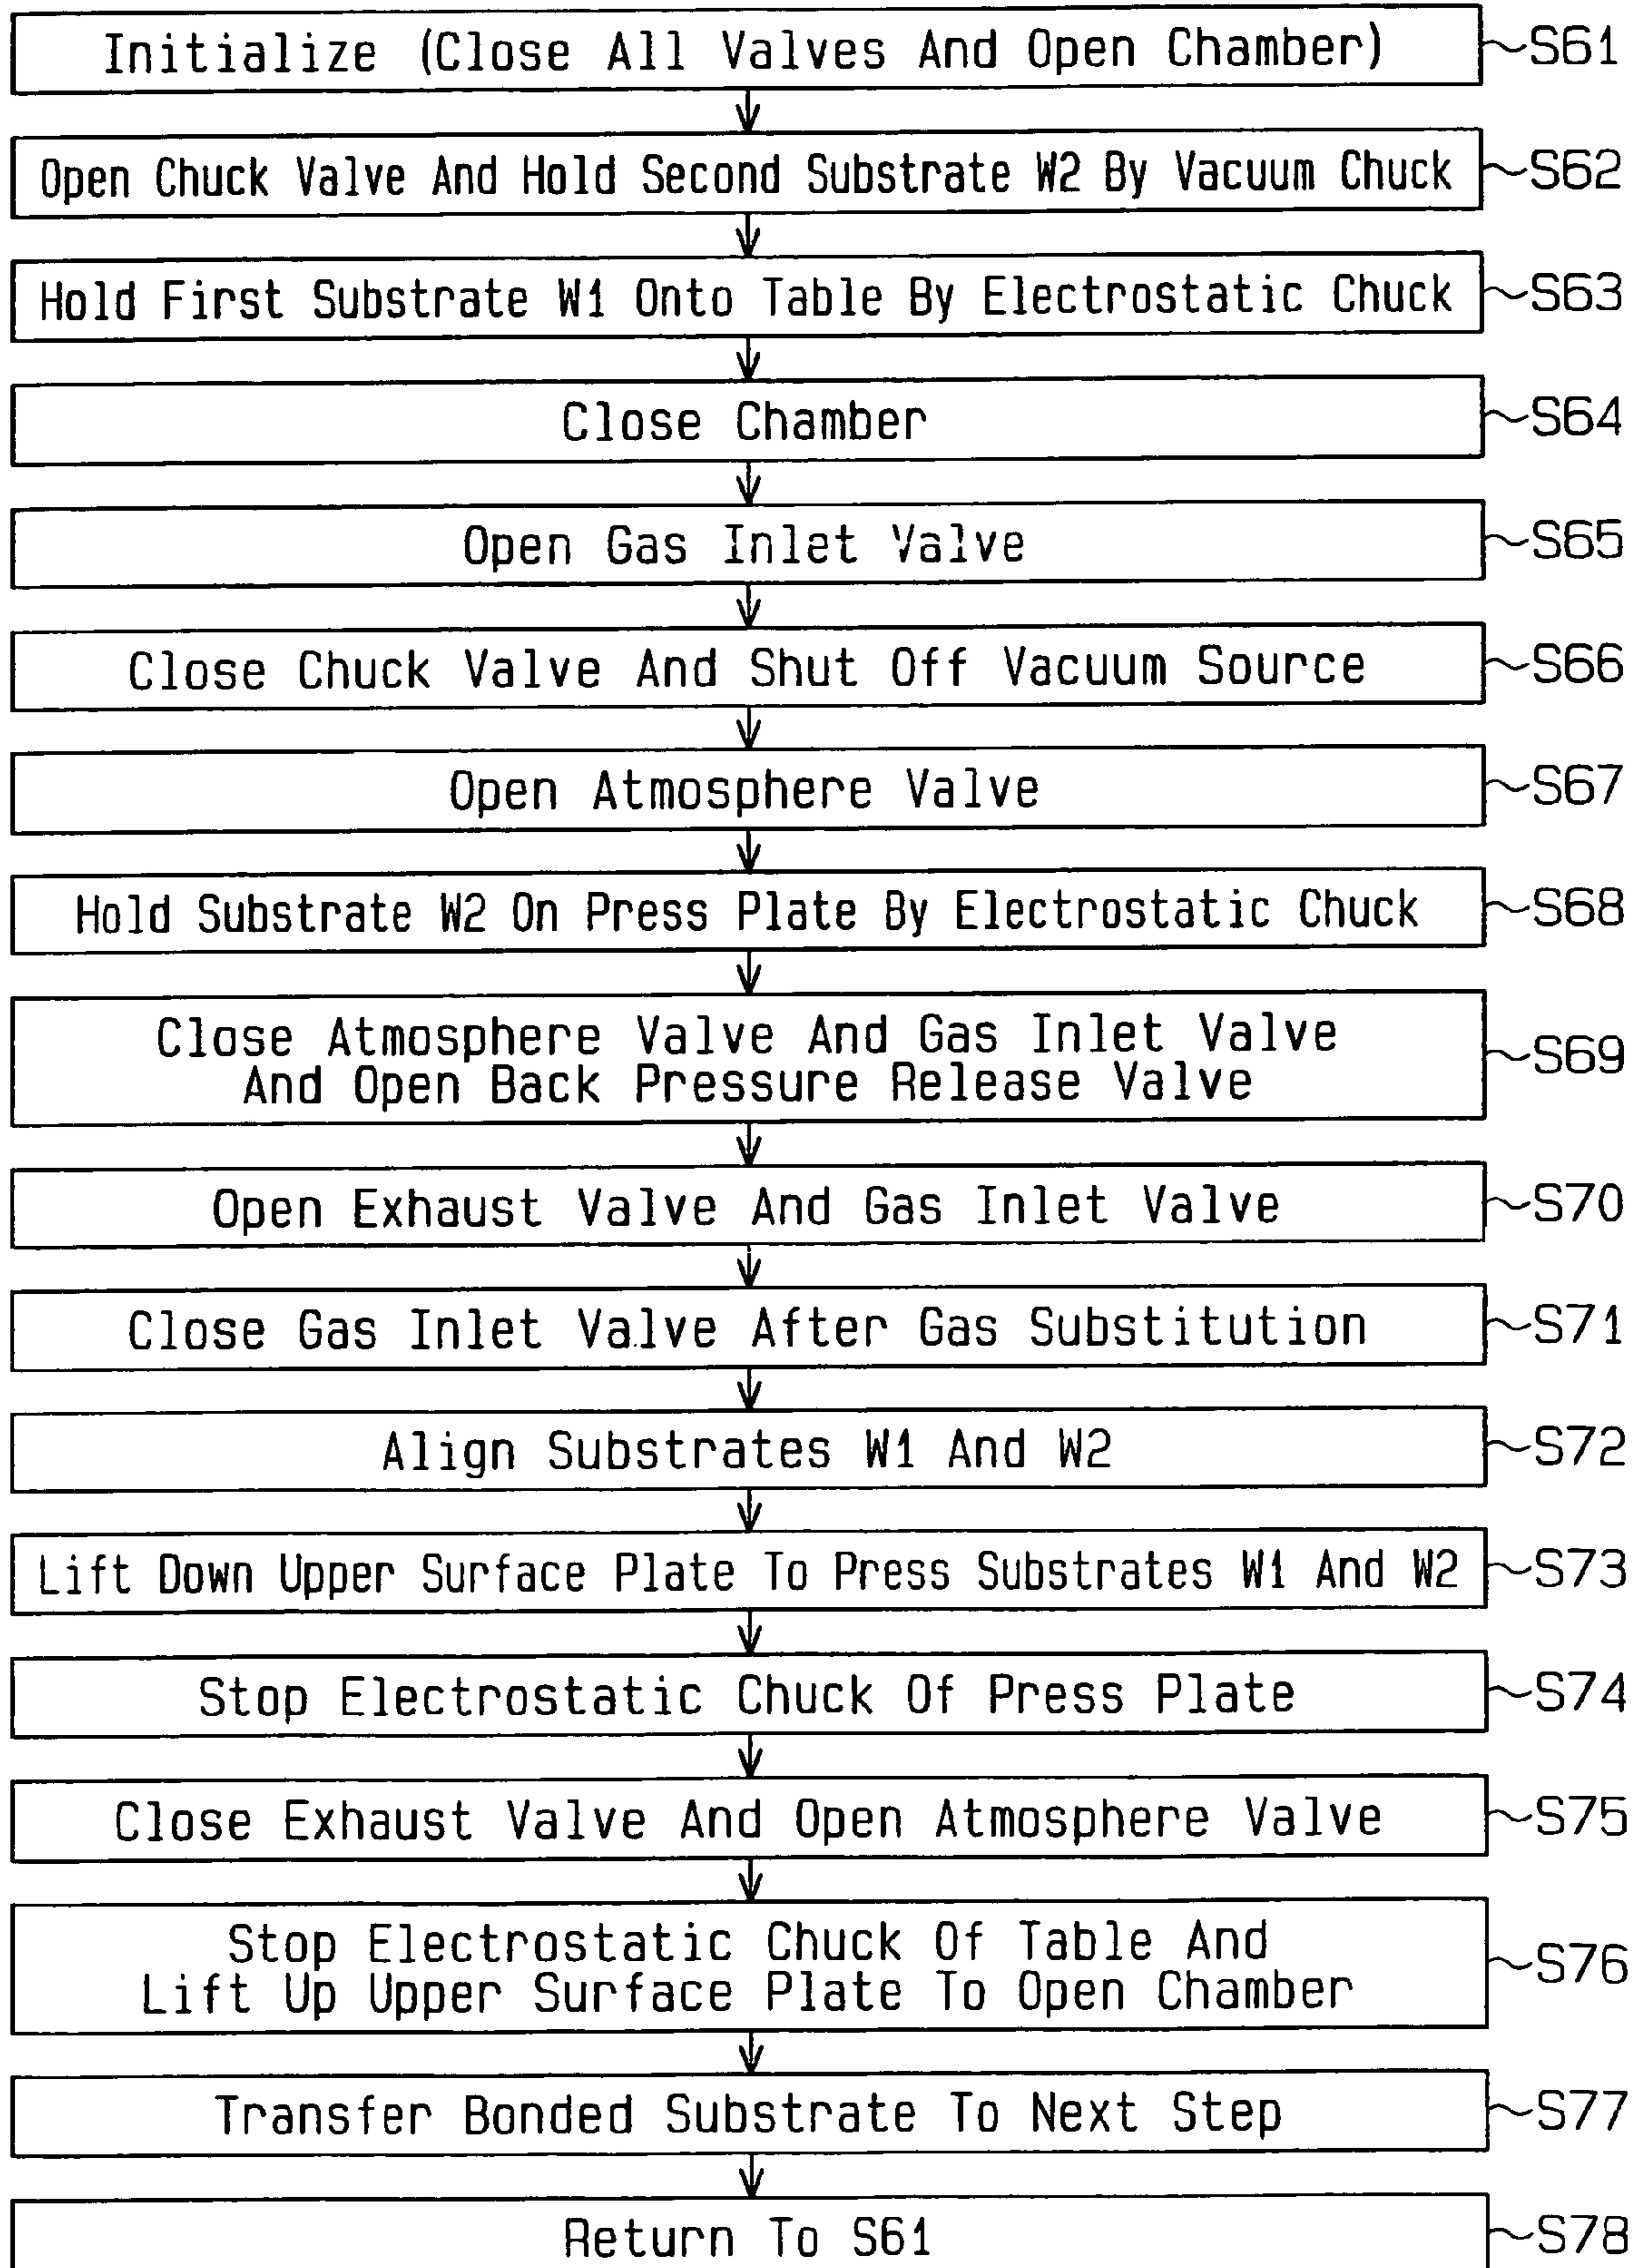 Initialize (Close All Valves And Open Chamber) S61
Open Chuck Valve And Hold Second Substrate W2 By Vacuum Chuck S62
Hold First Substrate W1 Onto Table By Electrostatic Chuck S63
Close Chamber S64
Open Gas Inlet Valve S65
Close Chuck Valve And Shut Off Vacuum Source S66
Open Atmosphere Valve S67
Hold Substrate W2 On Press Plate By Electrostatic Chuck S68
Close Atmosphere Valve And Gas Inlet Valve
And Open Back Pressure Release Valve S69
Open Exhaust Valve And Gas Inlet Valve S70
Close Gas Inlet Valve After Gas Substitution S71
Align Substrates W1 And W2 S72
Lift Down Upper Surface Plate To Press Substrates W1 And W2 S73
Stop Electrostatic Chuck Of Press Plate S74
Close Exhaust Valve And Open Atmosphere Valve S75
Stop Electrostatic Chuck Of Table And
Lift Up Upper Surface Plate To Open Chamber S76
Transfer Bonded Substrate To Next Step S77
Return To S61 S78